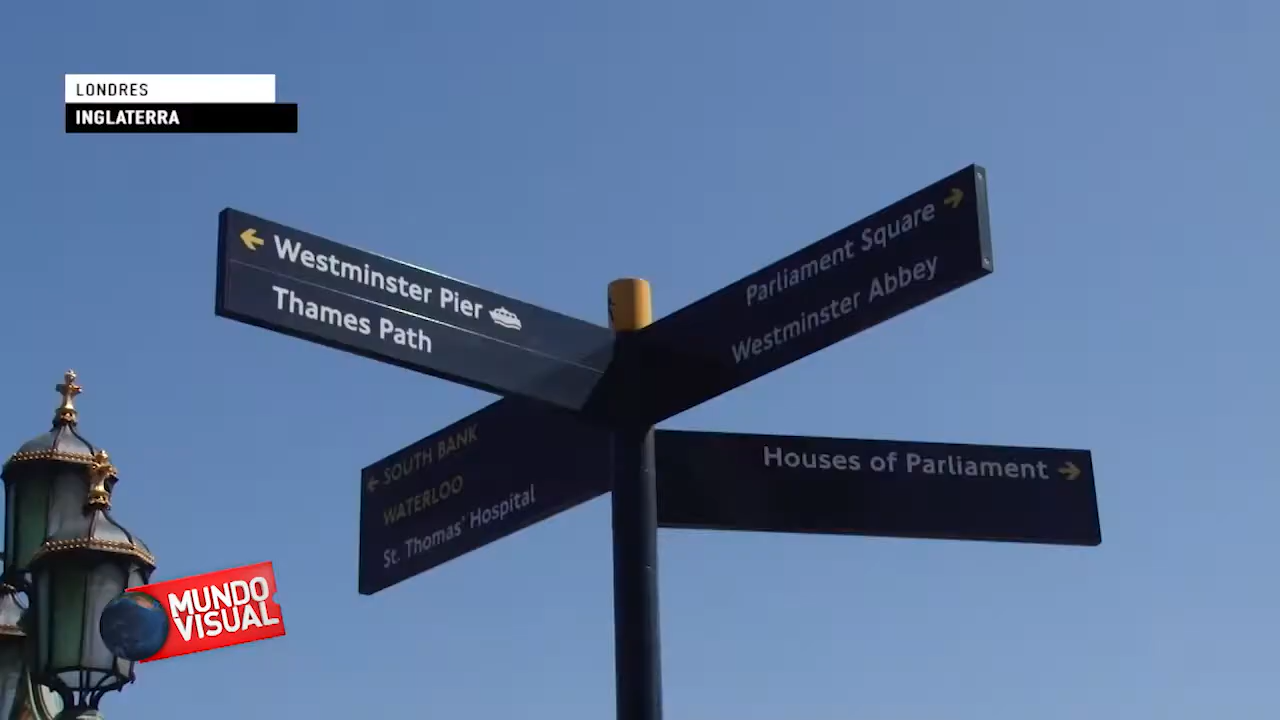 LONDRES
INGLATERRA
Westminster Pier
Thames Path
Parliament Square
Westminster Abbey
SOUTH BANK
WATERLOO
St. Thomas' Hospital
Houses of Parliament
MUNDO
VISUAL